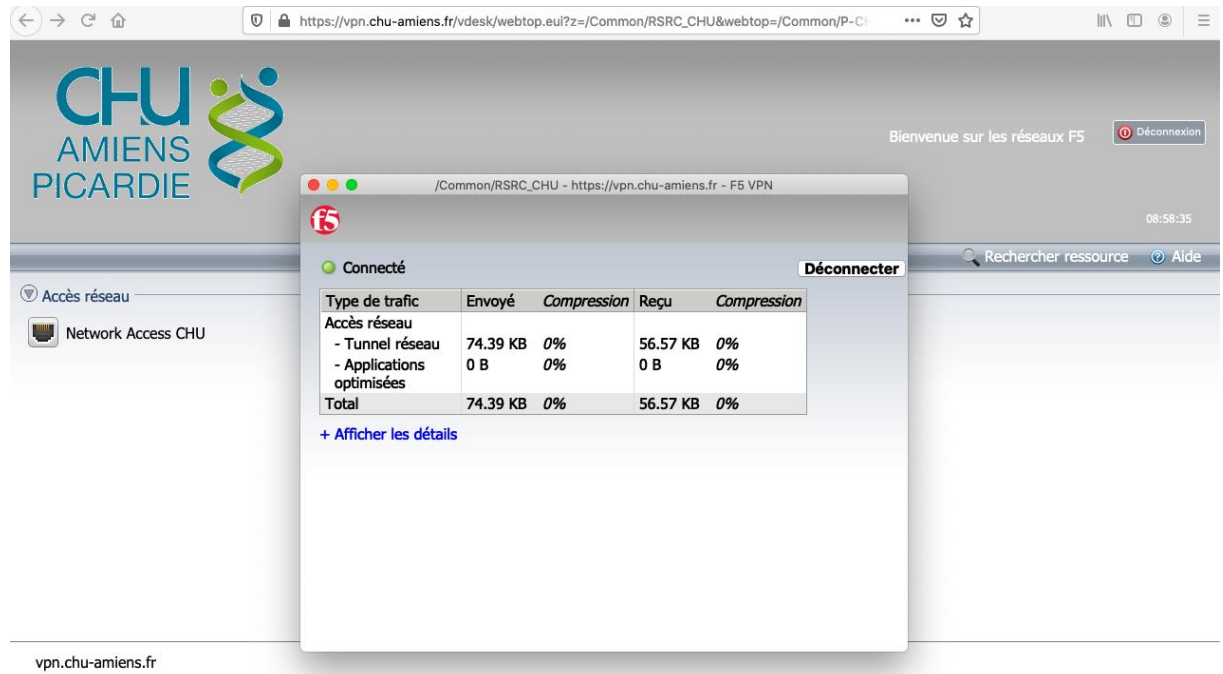 https://vpn.chu-amiens.fr/vdesk/webtop.eui?z=/Common/RSRC_CHU&webtop=/Common/P-CH
CHU
AMIENS
PICARDIE
Bienvenue sur les réseaux F5
Déconnexion
08:58:35
Rechercher ressource
Aide
Accès réseau
Network Access CHU
/Common/RSRC_CHU - https://vpn.chu-amiens.fr - F5 VPN
f5
Connecté
Déconnecter
Type de trafic Envoyé Compression Reçu Compression
Accès réseau
- Tunnel réseau 74.39 KB 0% 56.57 KB 0%
- Applications 0 B 0% 0 B 0%
optimisées
Total 74.39 KB 0% 56.57 KB 0%
+ Afficher les détails
vpn.chu-amiens.fr